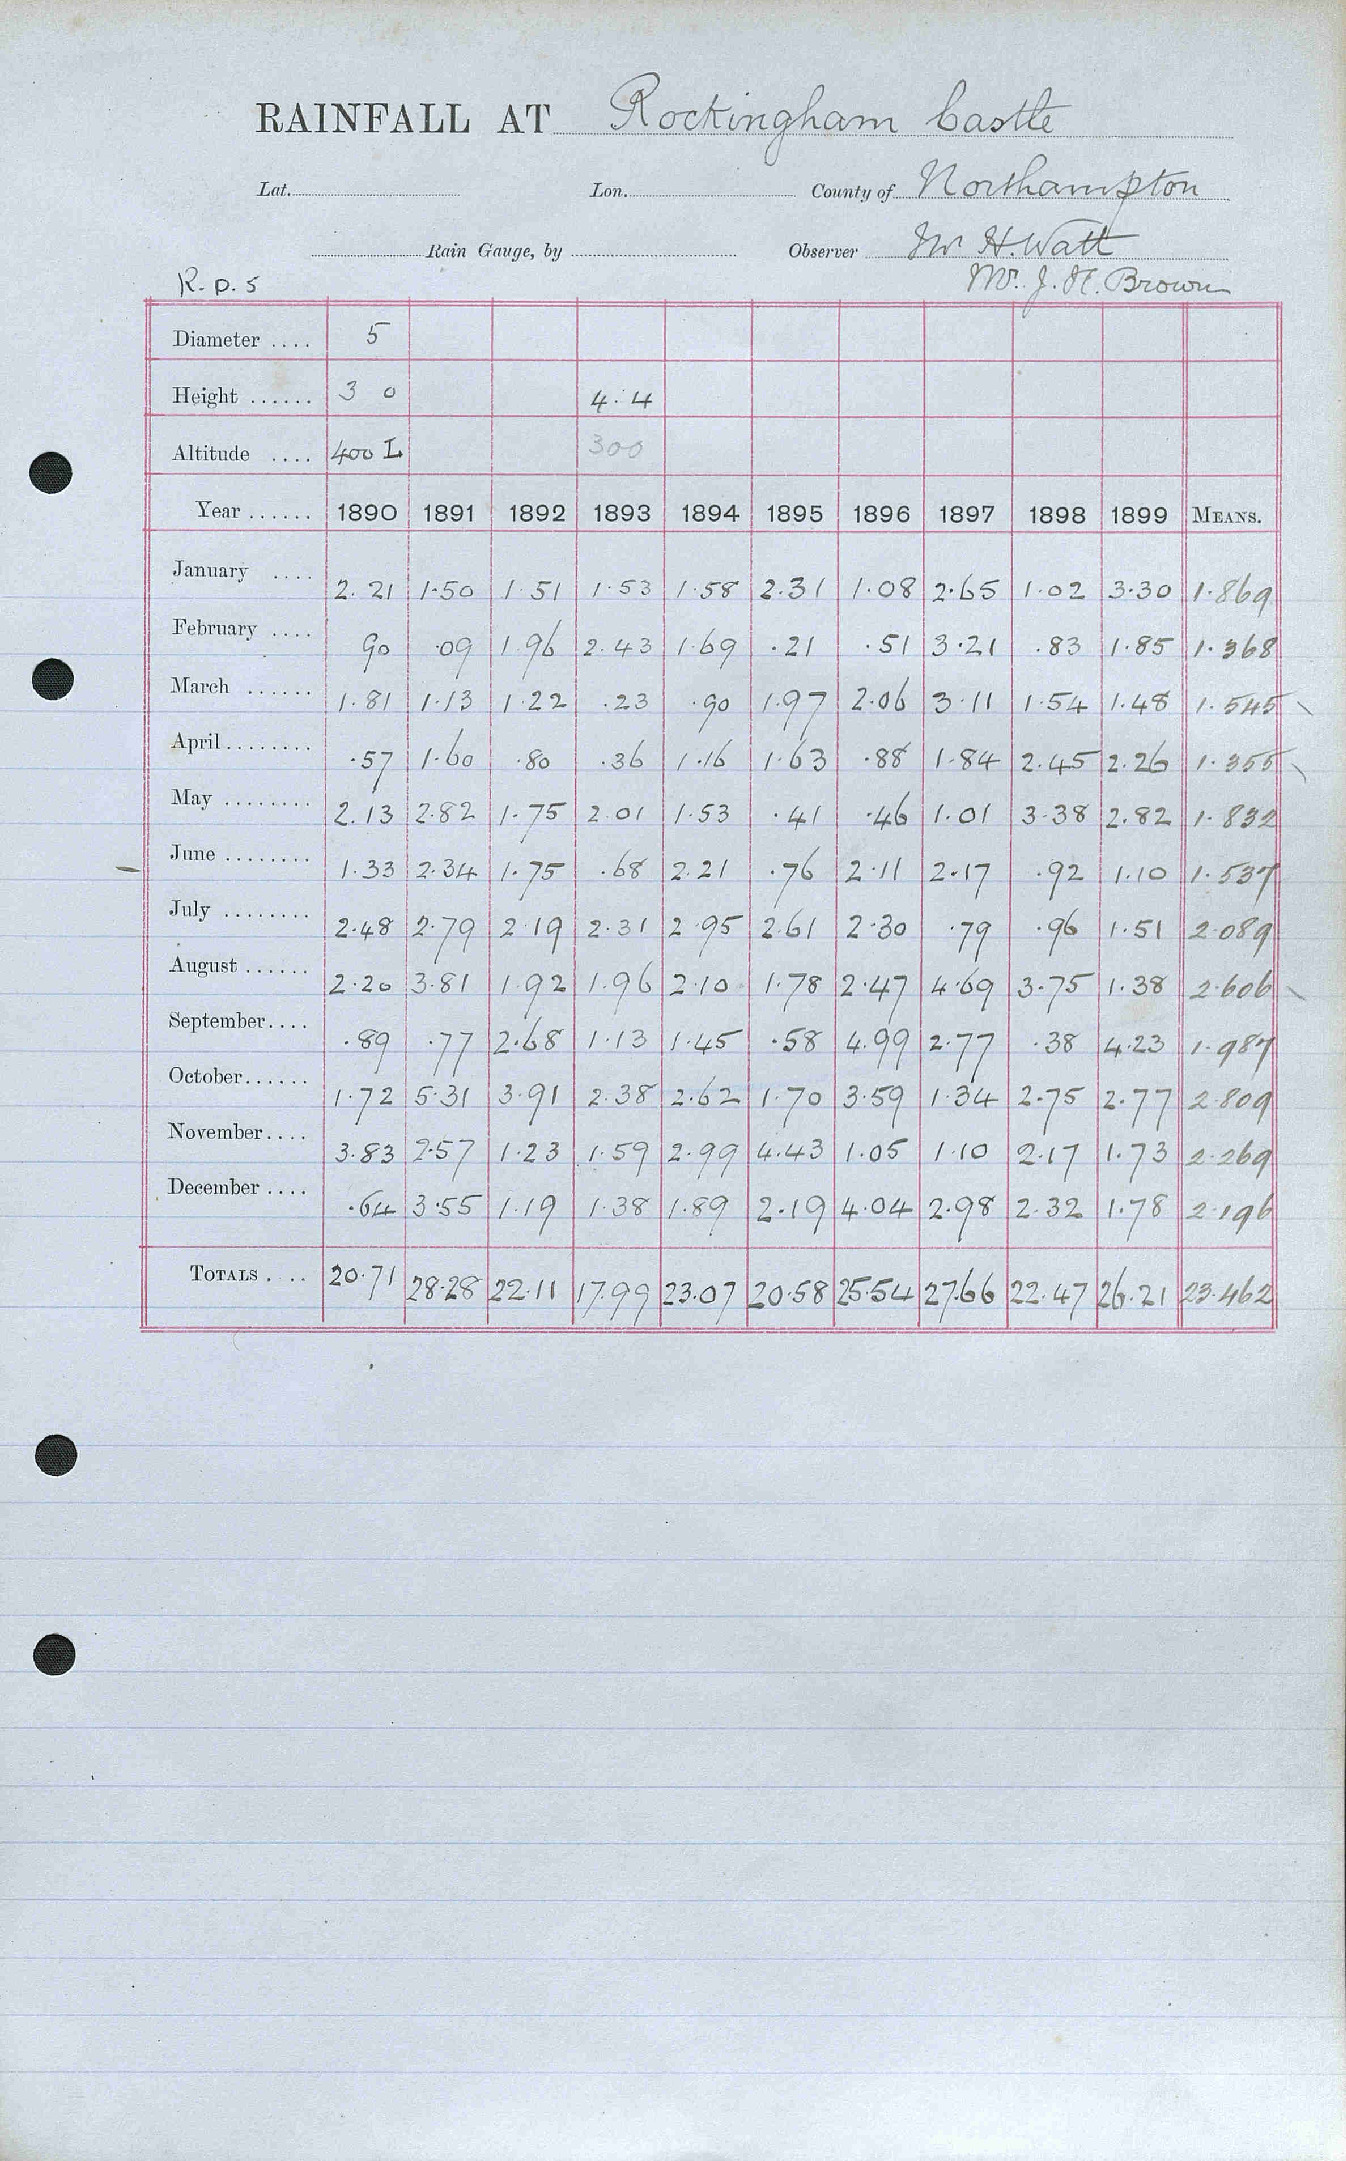 RAINFALL AT Rockingham Castle
Lat. Lon. County of Northampton
Rain Gauge, by Observer Mr H. Watt
R. P. 5 Mr. J. H. Brown
Diameter .... 5
Height ...... 3 0 4. 4
Altitude .... 400 L 300
Year ...... 1890 1891 1892 1893 1894 1895 1896 1897 1898 1899 MEANS.
January .... 2.21 1.50 1.51 1.53 1.58 2.31 1.08 2.65 1.02 3.30 1.869
February .... 90 .09 1.96 2.43 1.69 .21 .51 3.21 .83 1.85 1.368
March ...... 1.81 1.13 1.22 .23 .90 1.97 2.06 3.11 1.54 1.48 1.545
April ........ .57 1.60 .80 .36 1.16 1.63 .88 1.84 2.45 2.26 1.355
May ........ 2.13 2.82 1.75 2.01 1.53 .41 .46 1.01 3.38 2.82 1.832
June ........ 1.33 2.34 1.75 .68 2.21 .76 2.11 2.17 .92 1.10 1.537
July ........ 2.48 2.79 2.19 2.31 2.95 2.61 2.30 .79 .96 1.51 2.089
August ...... 2.20 3.81 1.92 1.96 2.10 1.78 2.47 4.69 3.75 1.38 2.606
September.... .89 .77 2.68 1.13 1.45 .58 4.99 2.77 .38 4.23 1.987
October...... 1.72 5.31 3.91 2.38 2.62 1.70 3.59 1.34 2.75 2.77 2.809
November.... 3.83 2.57 1.23 1.59 2.99 4.43 1.05 1.10 2.17 1.73 2.269
December .... .64 3.55 1.19 1.38 1.89 2.19 4.04 2.98 2.32 1.78 2.196
TOTALS .... 20.71 28.28 22.11 17.99 23.07 20.58 25.54 27.66 22.47 26.21 23.462